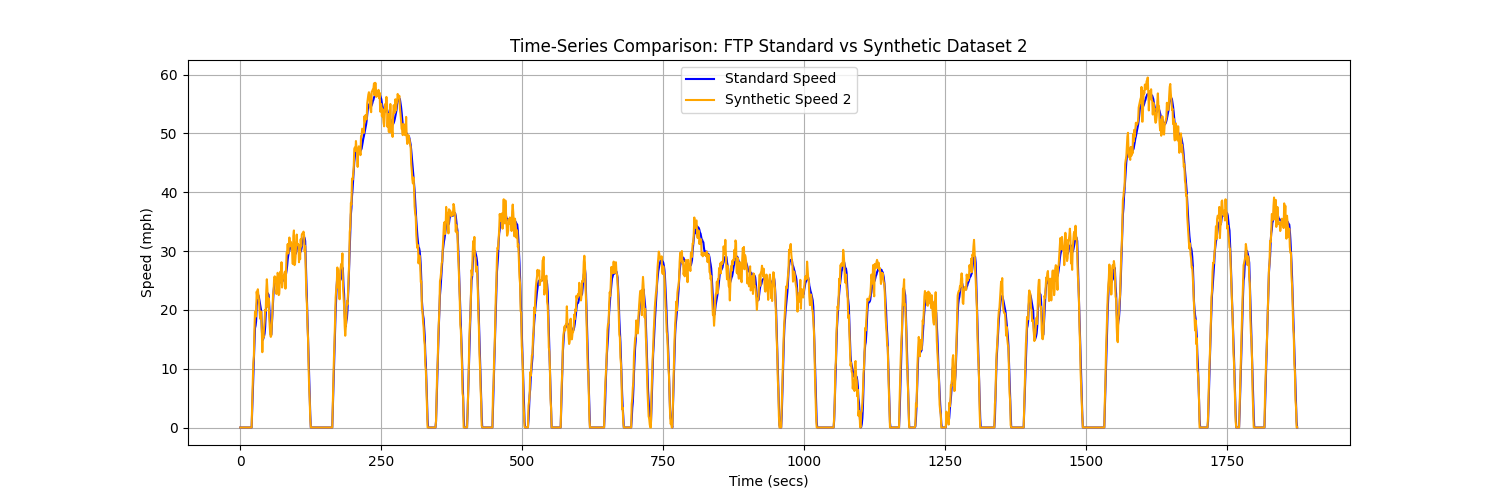 Time-Series Comparison: FTP Standard vs Synthetic Dataset 2
Standard Speed
Synthetic Speed 2
Speed (mph)
60
50
40
30
20
10
0
0 250 500 750 1000 1250 1500 1750
Time (secs)